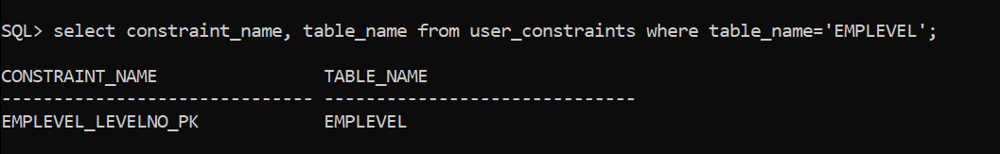 SQL> select constraint_name, table_name from user_constraints where table_name='EMPLEVEL';
CONSTRAINT_NAME                TABLE_NAME
------------------------------ ------------------------------
EMPLEVEL_LEVELNO_PK            EMPLEVEL